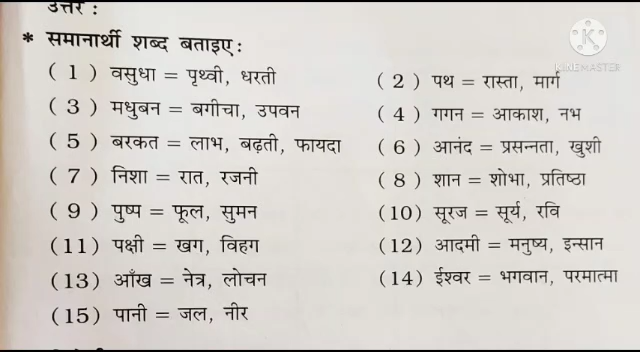 उत्तर :
* समानार्थी शब्द बताइए :
( 1 ) वसुधा = पृथ्वी, धरती ( 2 ) पथ = रास्ता, मार्ग
( 3 ) मधुबन = बगीचा, उपवन ( 4 ) गगन = आकाश, नभ
( 5 ) बरकत = लाभ, बढ़ती, फायदा ( 6 ) आनंद = प्रसन्नता, खुशी
( 7 ) निशा = रात, रजनी ( 8 ) शान = शोभा, प्रतिष्ठा
( 9 ) पुष्प = फूल, सुमन (10) सूरज = सूर्य, रवि
(11) पक्षी = खग, विहग (12) आदमी = मनुष्य, इन्सान
(13) आँख = नेत्र, लोचन (14) ईश्वर = भगवान, परमात्मा
(15) पानी = जल, नीर
KINEMASTER